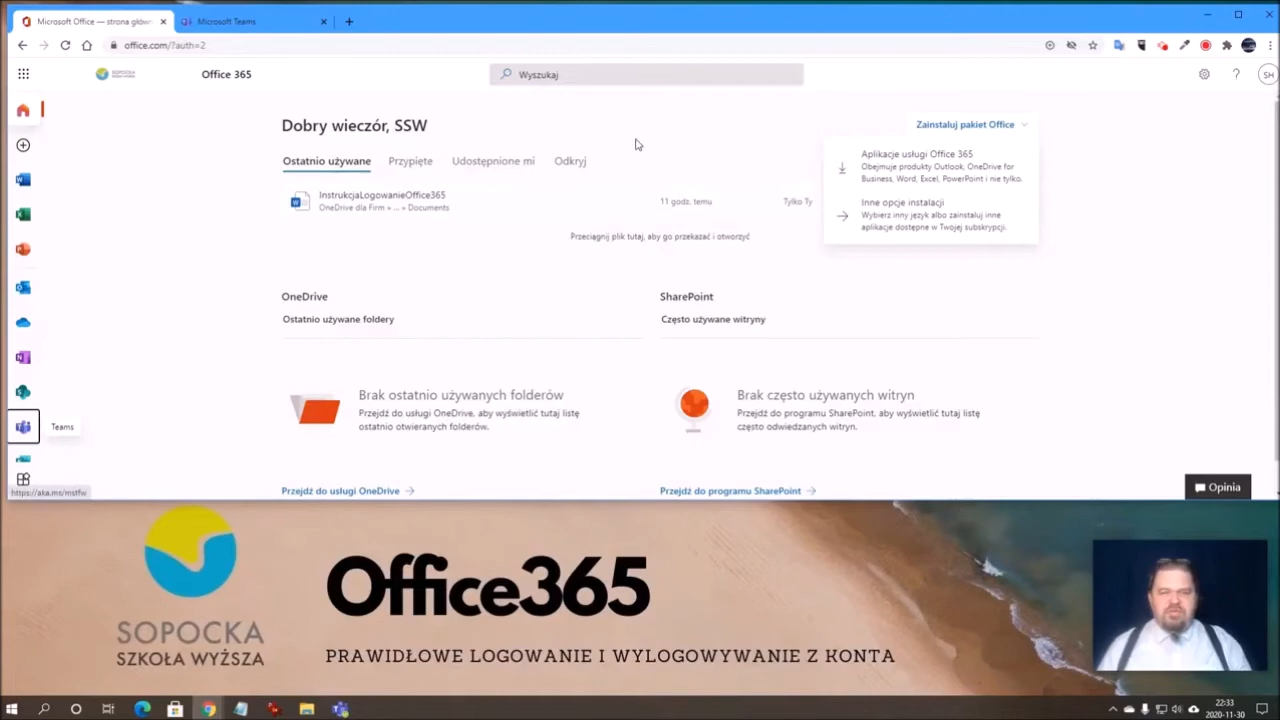 Microsoft Office — strona główn
Microsoft Teams
office.com/?auth=2
SOPOCKA
Office 365
Wyszukaj
SH
Dobry wieczór, SSW
Zainstaluj pakiet Office
Ostatnio używane
Przypięte
Udostępnione mi
Odkryj
Aplikacje usługi Office 365
Obejmuje produkty Outlook, OneDrive for
Business, Word, Excel, PowerPoint i nie tylko.
InstrukcjaLogowanieOffice365
OneDrive dla Firm » ... » Documents
11 godz. temu
Tylko Ty
Inne opcje instalacji
Wybierz inny język albo zainstaluj inne
aplikacje dostępne w Twojej subskrypcji.
Przeciągnij plik tutaj, aby go przekazać i otworzyć
OneDrive
Ostatnio używane foldery
SharePoint
Często używane witryny
Brak ostatnio używanych folderów
Przejdź do usługi OneDrive, aby wyświetlić tutaj listę
ostatnio otwieranych folderów.
Brak często używanych witryn
Przejdź do programu SharePoint, aby wyświetlić tutaj listę
często odwiedzanych witryn.
Teams
https://aka.ms/mstfw
Przejdź do usługi OneDrive
Przejdź do programu SharePoint
Opinia
SOPOCKA
SZKOŁA WYŻSZA
Office365
PRAWIDŁOWE LOGOWANIE I WYLOGOWYWANIE Z KONTA
22:33
2020-11-30